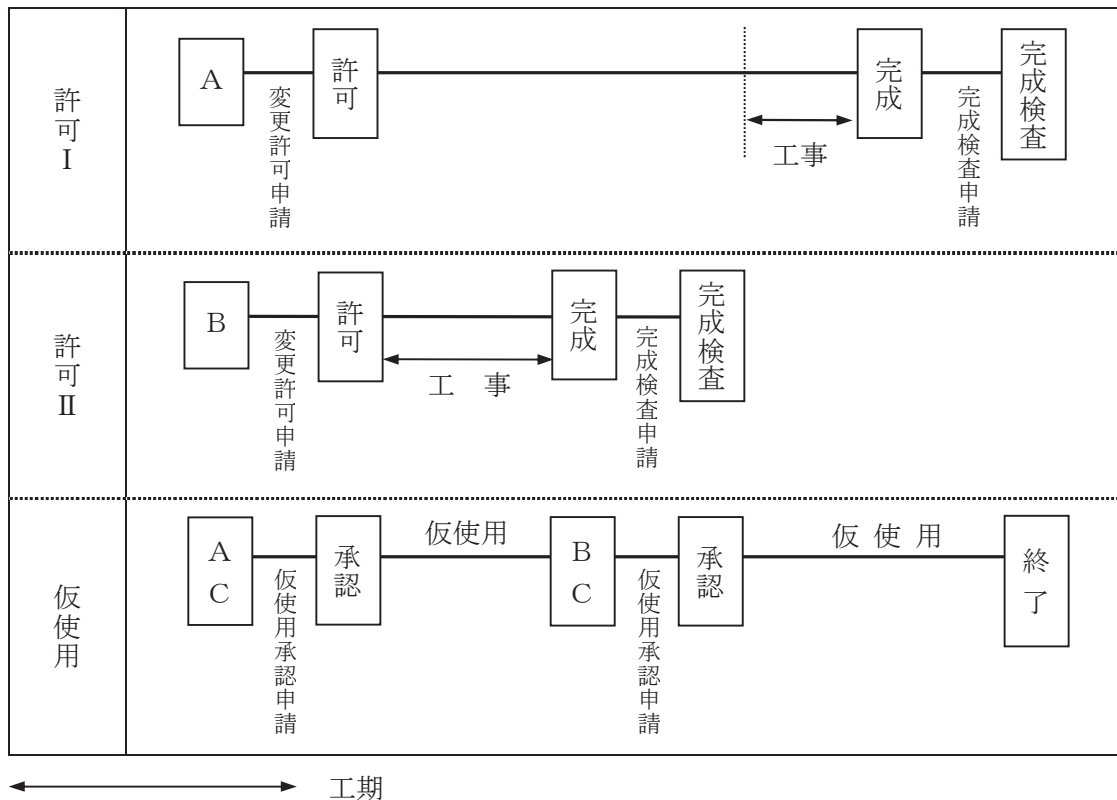 許可Ⅰ
A
変更許可申請
許可
工事
完成
完成検査申請
完成検査
許可Ⅱ
B
変更許可申請
許可
工 事
完成
完成検査申請
完成検査
仮使用
A
C
仮使用承認申請
承認
仮使用
B
C
仮使用承認申請
承認
仮 使 用
終了
工期